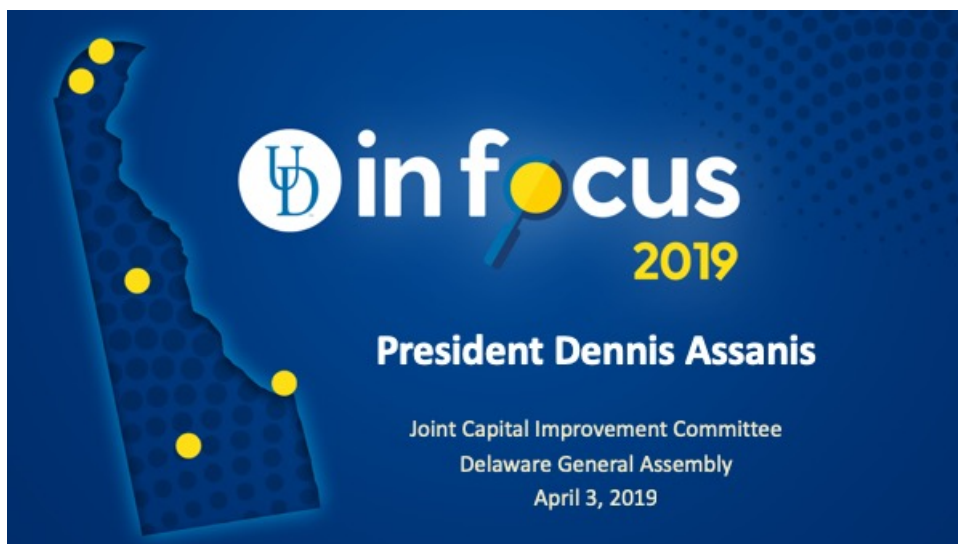 UD in focus
2019
President Dennis Assanis
Joint Capital Improvement Committee
Delaware General Assembly
April 3, 2019